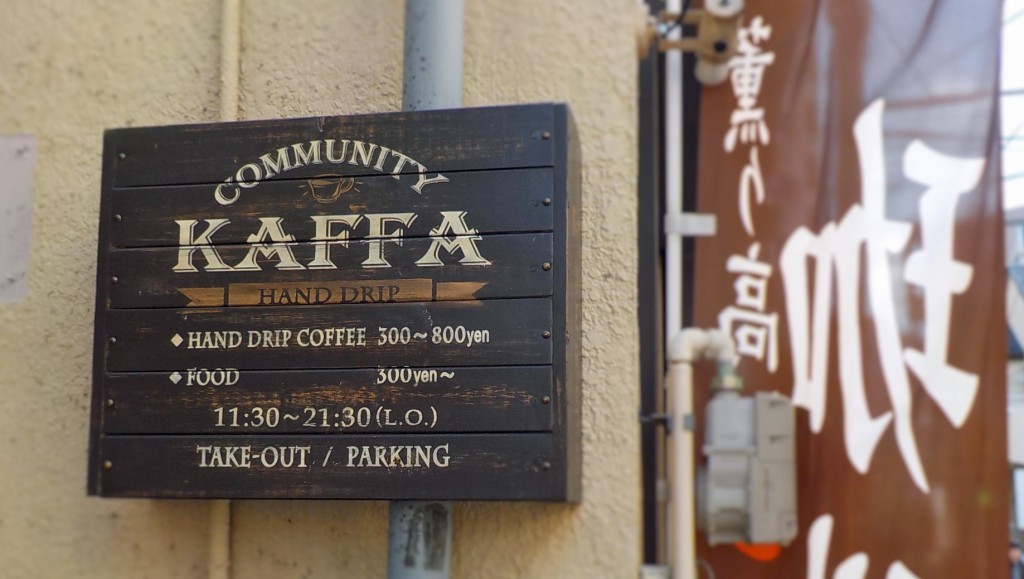 COMMUNITY
KAFFA
HAND DRIP
◆HAND DRIP COFFEE 300~800yen
◆FOOD 300yen~
11:30~21:30(L.O.)
TAKE-OUT / PARKING
薫り高
珈